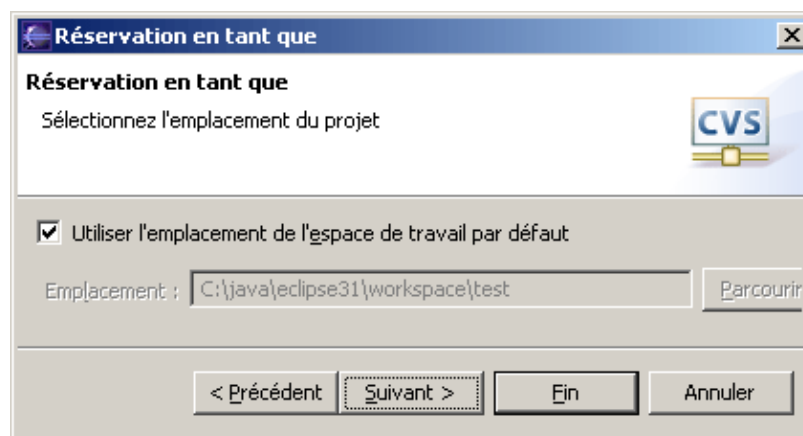 Réservation en tant que
Réservation en tant que
Sélectionnez l'emplacement du projet
CVS
Utiliser l'emplacement de l'espace de travail par défaut
Emplacement : C:\java\eclipse31\workspace\test Parcourir
< Précédent Suivant > Fin Annuler